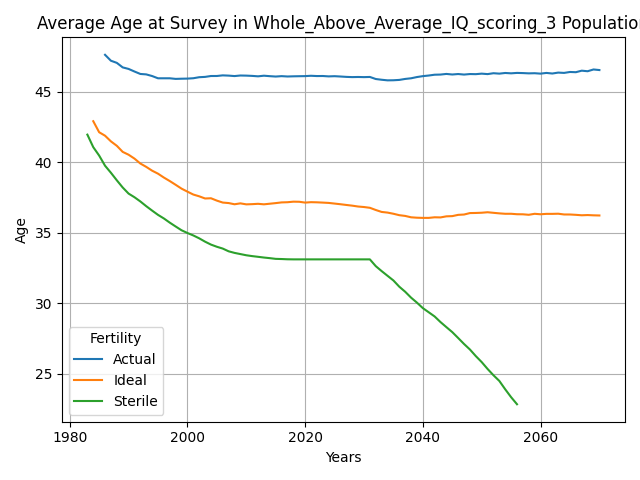 Average Age at Survey in Whole_Above_Average_IQ_scoring_3 Population
Age
45
40
35
30
25
Fertility
Actual
Ideal
Sterile
1980
2000
2020
2040
2060
Years